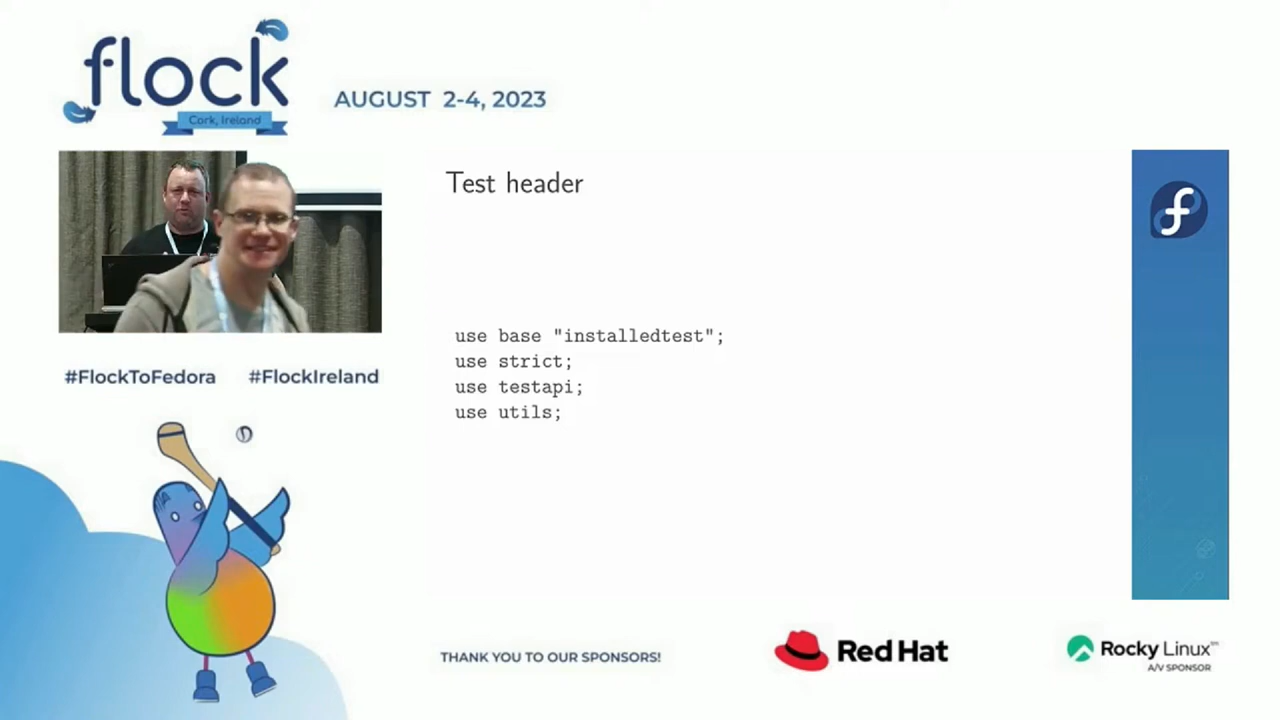 flock
Cork, Ireland
AUGUST 2-4, 2023
Test header
use base "installedtest";
use strict;
use testapi;
use utils;
#FlockToFedora #FlockIreland
THANK YOU TO OUR SPONSORS!
Red Hat
Rocky Linux™
A/V SPONSOR